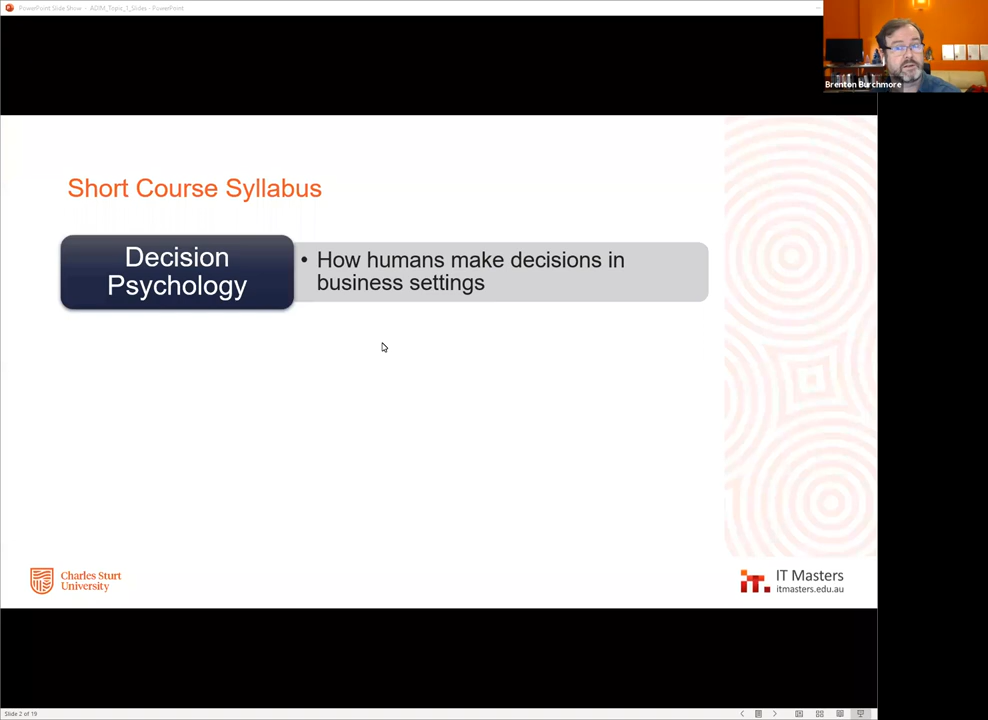 PowerPoint Slide Show - ADIM_Topic_1_Slides - PowerPoint
Brenton Burchmore
Short Course Syllabus
Decision
Psychology
• How humans make decisions in
business settings
Charles Sturt
University
IT Masters
itmasters.edu.au
Slide 2 of 19